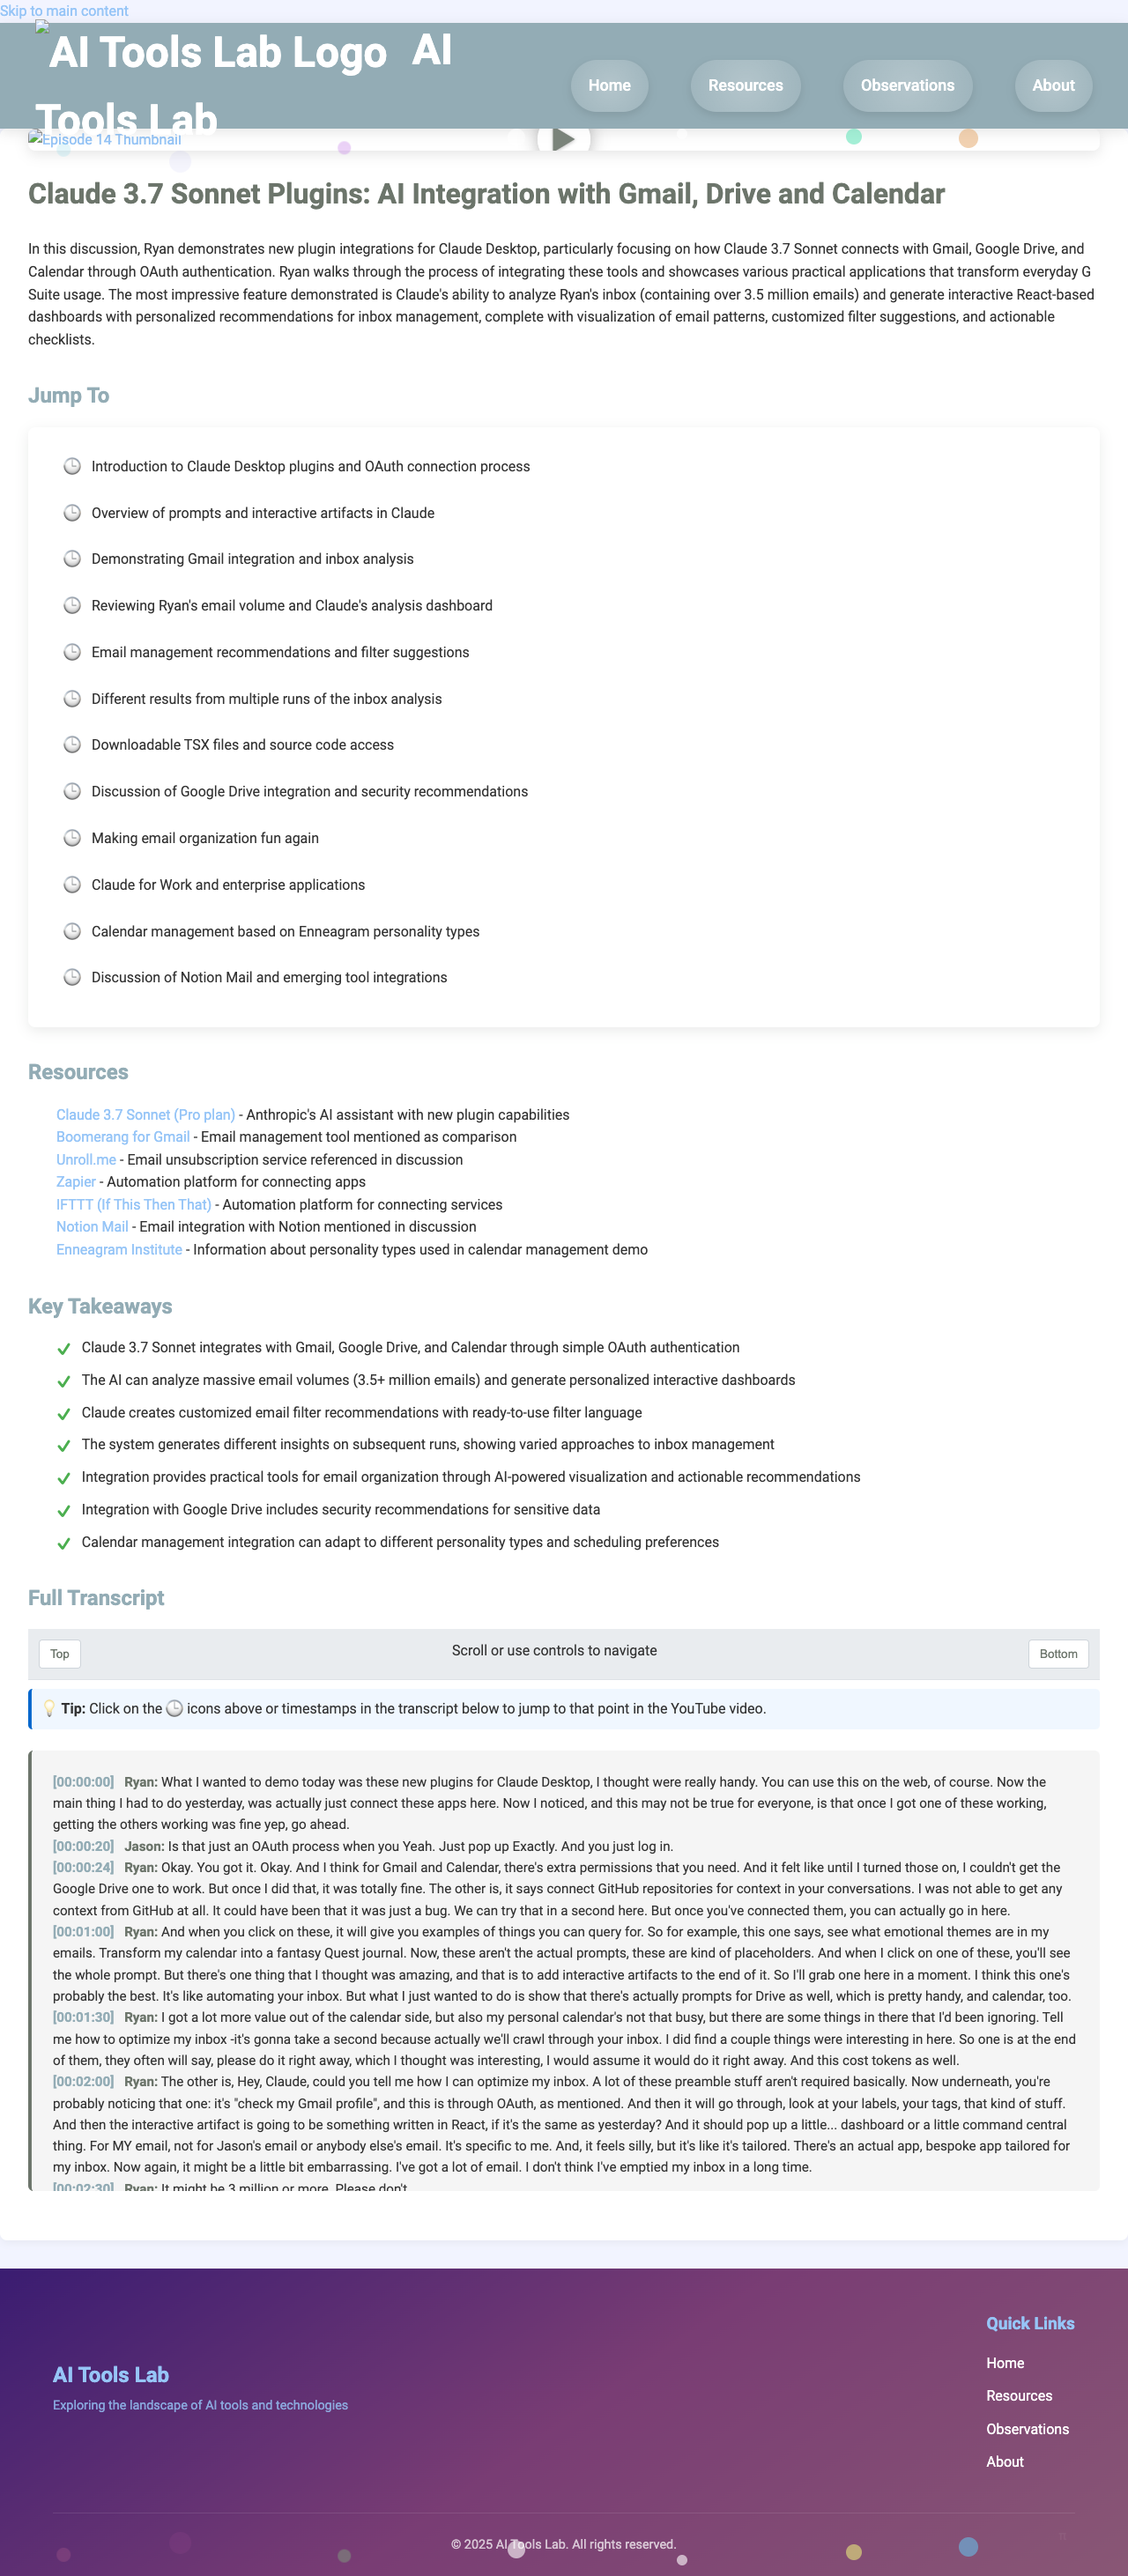 Skip to main content
AI Tools Lab Logo AI
Tools Lab
Home
Resources
Observations
About
Episode 14 Thumbnail
Claude 3.7 Sonnet Plugins: AI Integration with Gmail, Drive and Calendar
In this discussion, Ryan demonstrates new plugin integrations for Claude Desktop, particularly focusing on how Claude 3.7 Sonnet connects with Gmail, Google Drive, and
Calendar through OAuth authentication. Ryan walks through the process of integrating these tools and showcases various practical applications that transform everyday G
Suite usage. The most impressive feature demonstrated is Claude's ability to analyze Ryan's inbox (containing over 3.5 million emails) and generate interactive React-based
dashboards with personalized recommendations for inbox management, complete with visualization of email patterns, customized filter suggestions, and actionable
checklists.
Jump To
🕒 Introduction to Claude Desktop plugins and OAuth connection process
🕒 Overview of prompts and interactive artifacts in Claude
🕒 Demonstrating Gmail integration and inbox analysis
🕒 Reviewing Ryan's email volume and Claude's analysis dashboard
🕒 Email management recommendations and filter suggestions
🕒 Different results from multiple runs of the inbox analysis
🕒 Downloadable TSX files and source code access
🕒 Discussion of Google Drive integration and security recommendations
🕒 Making email organization fun again
🕒 Claude for Work and enterprise applications
🕒 Calendar management based on Enneagram personality types
🕒 Discussion of Notion Mail and emerging tool integrations
Resources
Claude 3.7 Sonnet (Pro plan) - Anthropic's AI assistant with new plugin capabilities
Boomerang for Gmail - Email management tool mentioned as comparison
Unroll.me - Email unsubscription service referenced in discussion
Zapier - Automation platform for connecting apps
IFTTT (If This Then That) - Automation platform for connecting services
Notion Mail - Email integration with Notion mentioned in discussion
Enneagram Institute - Information about personality types used in calendar management demo
Key Takeaways
✓ Claude 3.7 Sonnet integrates with Gmail, Google Drive, and Calendar through simple OAuth authentication
✓ The AI can analyze massive email volumes (3.5+ million emails) and generate personalized interactive dashboards
✓ Claude creates customized email filter recommendations with ready-to-use filter language
✓ The system generates different insights on subsequent runs, showing varied approaches to inbox management
✓ Integration provides practical tools for email organization through AI-powered visualization and actionable recommendations
✓ Integration with Google Drive includes security recommendations for sensitive data
✓ Calendar management integration can adapt to different personality types and scheduling preferences
Full Transcript
Top
Scroll or use controls to navigate
Bottom
💡 Tip: Click on the 🕒 icons above or timestamps in the transcript below to jump to that point in the YouTube video.
[00:00:00] Ryan: What I wanted to demo today was these new plugins for Claude Desktop, I thought were really handy. You can use this on the web, of course. Now the
main thing I had to do yesterday, was actually just connect these apps here. Now I noticed, and this may not be true for everyone, is that once I got one of these working,
getting the others working was fine yep, go ahead.
[00:00:20] Jason: Is that just an OAuth process when you Yeah. Just pop up Exactly. And you just log in.
[00:00:24] Ryan: Okay. You got it. Okay. And I think for Gmail and Calendar, there's extra permissions that you need. And it felt like until I turned those on, I couldn't get the
Google Drive one to work. But once I did that, it was totally fine. The other is, it says connect GitHub repositories for context in your conversations. I was not able to get any
context from GitHub at all. It could have been that it was just a bug. We can try that in a second here. But once you've connected them, you can actually go in here.
[00:01:00] Ryan: And when you click on these, it will give you examples of things you can query for. So for example, this one says, see what emotional themes are in my
emails. Transform my calendar into a fantasy Quest journal. Now, these aren't the actual prompts, these are kind of placeholders. And when I click on one of these, you'll see
the whole prompt. But there's one thing that I thought was amazing, and that is to add interactive artifacts to the end of it. So I'll grab one here in a moment. I think this one's
probably the best. It's like automating your inbox. But what I just wanted to do is show that there's actually prompts for Drive as well, which is pretty handy, and calendar, too.
[00:01:30] Ryan: I got a lot more value out of the calendar side, but also my personal calendar's not that busy, but there are some things in there that I'd been ignoring. Tell
me how to optimize my inbox -it's gonna take a second because actually we'll crawl through your inbox. I did find a couple things were interesting in here. So one is at the end
of them, they often will say, please do it right away, which I thought was interesting, I would assume it would do it right away. And this cost tokens as well.
[00:02:00] Ryan: The other is, Hey, Claude, could you tell me how I can optimize my inbox. A lot of these preamble stuff aren't required basically. Now underneath, you're
probably noticing that one: it's "check my Gmail profile", and this is through OAuth, as mentioned. And then it will go through, look at your labels, your tags, that kind of stuff.
And then the interactive artifact is going to be something written in React, if it's the same as yesterday? And it should pop up a little... dashboard or a little command central
thing. For MY email, not for Jason's email or anybody else's email. It's specific to me. And, it feels silly, but it's like it's tailored. There's an actual app, bespoke app tailored for
my inbox. Now again, it might be a little bit embarrassing. I've got a lot of email. I don't think I've emptied my inbox in a long time.
[00:02:30] Ryan: It might be 3 million or more. Please don't
AI Tools Lab
Exploring the landscape of AI tools and technologies
Quick Links
Home
Resources
Observations
About
© 2025 AI Tools Lab. All rights reserved.